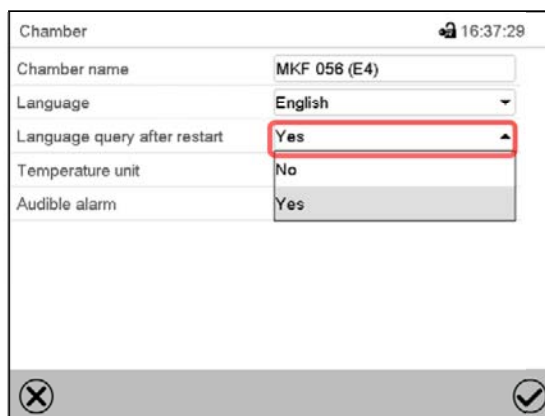 Chamber 16:37:29
Chamber name MKF 056 (E4)
Language English
Language query after restart Yes
Temperature unit No
Audible alarm Yes